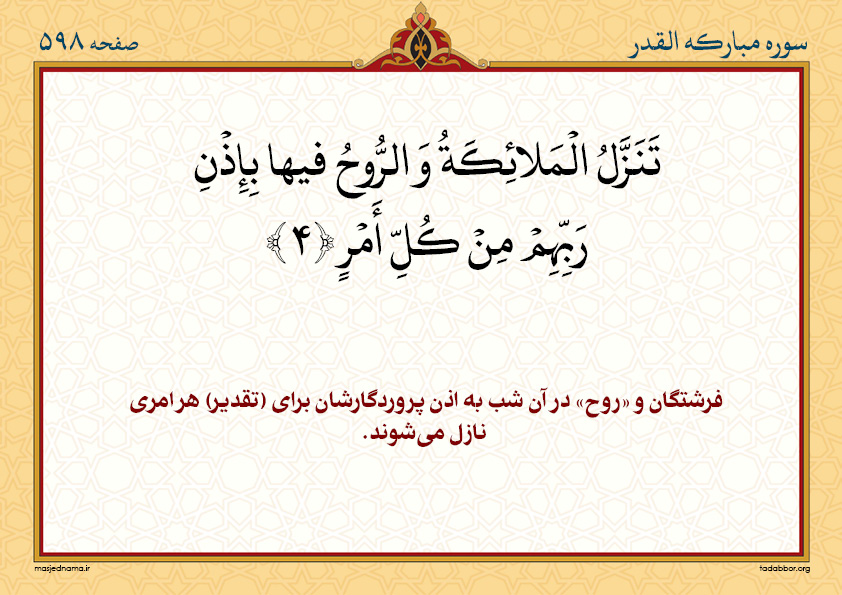 سوره مبارکه القدر
صفحه ۵۹۸
تَنَزَّلُ الْمَلائِكَةُ وَ الرُّوحُ فيها بِإِذْنِ
رَبِّهِمْ مِنْ كُلِّ أَمْرٍ ﴿۴﴾
فرشتگان و «روح» در آن شب به اذن پروردگارشان برای (تقدیر) هر امری
نازل می‌شوند.
masjednama.ir
tadabbor.org